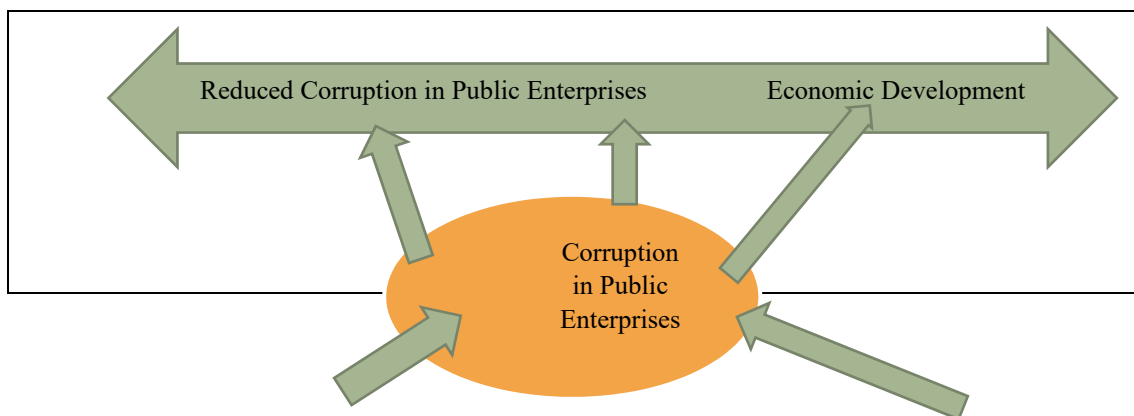 Reduced Corruption in Public Enterprises Economic Development
Corruption
in Public
Enterprises